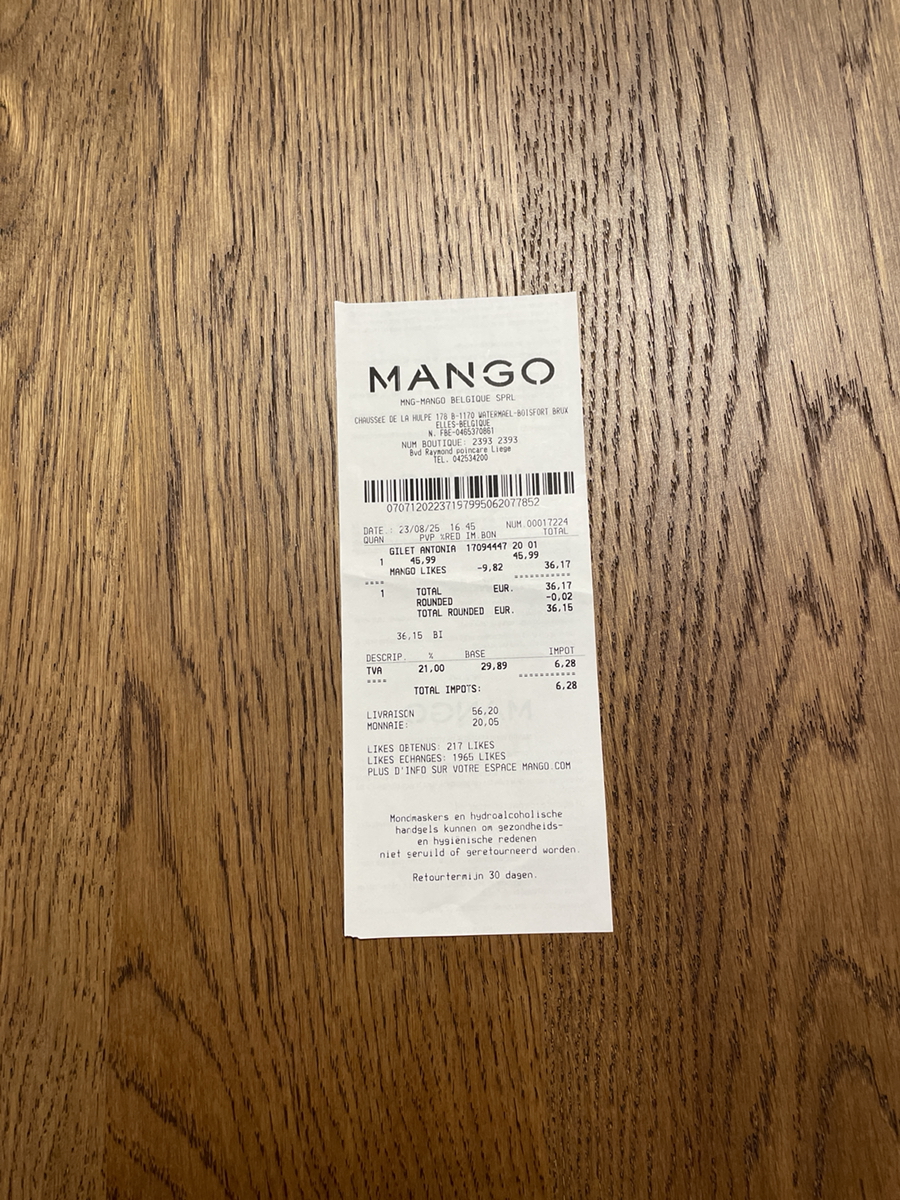 MANGO
MNG-MANGO BELGIQUE SPRL
CHAUSSéE DE LA HULPE 178 B-1170 WATERMAEL-BOISFORT BRUX
ELLES-BELGIQUE
N. FBE-0465370861
NUM BOUTIQUE: 2393 2393
Bvd Raymond poincare Liege
TEL. 042534200
07071202237197995062077852
DATE.: 23/08/25 16.45 NUM.00017224
QUAN PVP %RED IM.BON TOTAL
GILET ANTONIA 17094447 20 01
1 45,99 45,99
MANGO LIKES -9,82 36,17
==== ===========
1 TOTAL EUR. 36,17
ROUNDED -0,02
TOTAL ROUNDED EUR. 36,15
36,15 BI
DESCRIP. % BASE IMPOT
TVA 21,00 29,89 6,28
==== ===========
TOTAL IMPOTS: 6,28
LIVRAISON 56,20
MONNAIE: 20,05
LIKES OBTENUS: 217 LIKES
LIKES ECHANGES: 1965 LIKES
PLUS D'INFO SUR VOTRE ESPACE MANGO.COM
Mondmaskers en hydroalcoholische
handgels kunnen om gezondheids-
en hygiënische redenen
niet geruild of geretourneerd worden.
Retourtermijn 30 dagen.